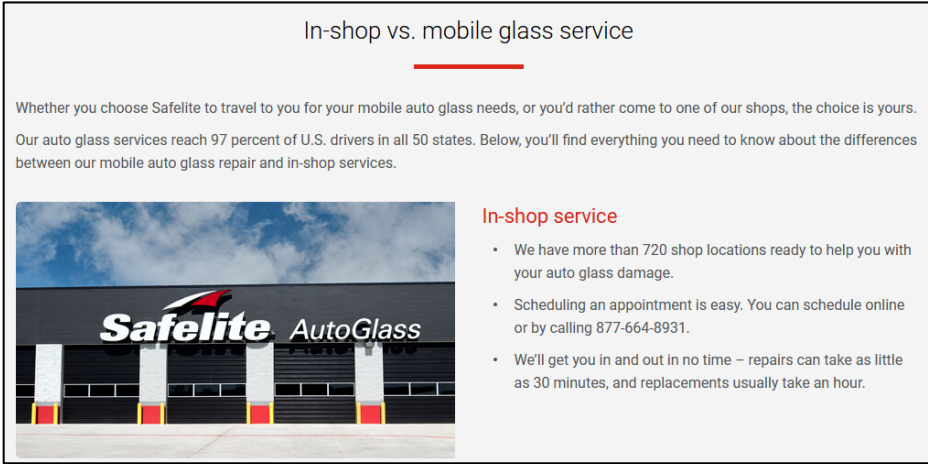 In-shop vs. mobile glass service
Whether you choose Safelite to travel to you for your mobile auto glass needs, or you’d rather come to one of our shops, the choice is yours.
Our auto glass services reach 97 percent of U.S. drivers in all 50 states. Below, you’ll find everything you need to know about the differences
between our mobile auto glass repair and in-shop services.
Safelite AutoGlass
In-shop service
• We have more than 720 shop locations ready to help you with
your auto glass damage.
• Scheduling an appointment is easy. You can schedule online
or by calling 877-664-8931.
• We’ll get you in and out in no time – repairs can take as little
as 30 minutes, and replacements usually take an hour.